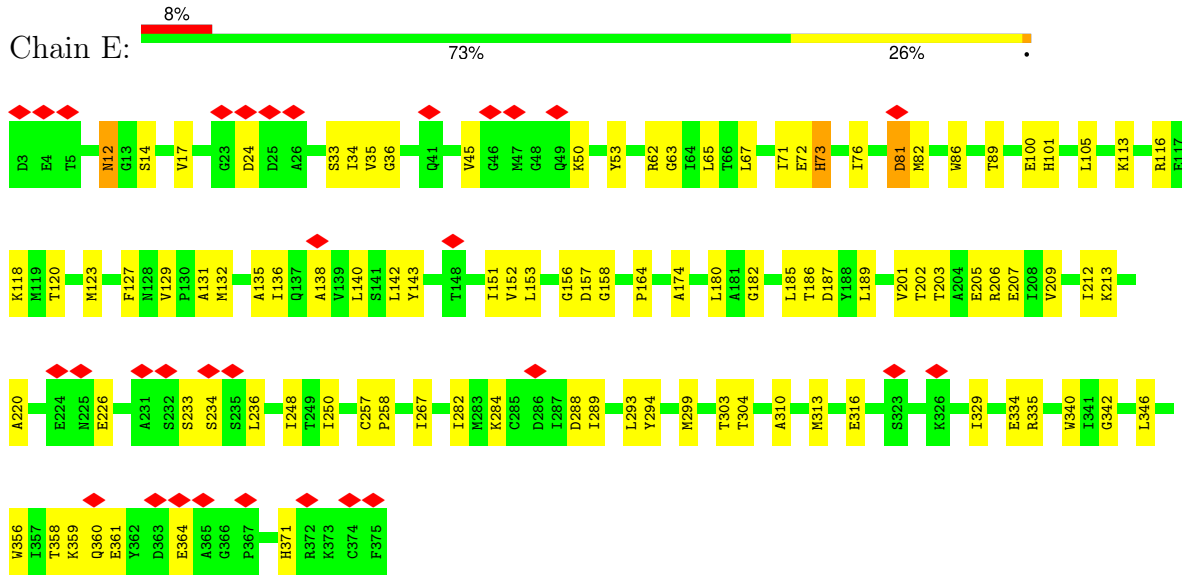 8%
Chain E:
73% 26% •
D3 E4 T5 N12 G13 S14 V17 G23 D24 D25 A26 S33 I34 V35 G36 Q41 V45 G46 M47 G48 Q49 K50 Y53 R62 G63 I64 L65 T66 L67 I71 E72 H73 I76 D81 M82 W86 T89 E100 H101 L105 K113 R116 E117
K118 M119 T120 M123 F127 N128 V129 P130 A131 M132 A135 I136 Q137 A138 V139 L140 S141 L142 Y143 T148 I151 V152 L153 G156 D157 G158 P164 A174 L180 A181 G182 L185 T186 D187 Y188 L189 V201 T202 T203 A204 E205 R206 E207 I208 V209 I212 K213
A220 E224 N225 E226 A231 S232 S233 S234 S235 L236 I248 T249 I250 C257 P258 I267 I282 M283 K284 C285 D286 I287 D288 I289 L293 Y294 M299 T303 T304 A310 M313 E316 S323 K326 I329 E334 R335 W340 I341 G342 L346
W356 I357 T358 K359 Q360 E361 Y362 D363 E364 A365 G366 P367 H371 R372 K373 C374 F375